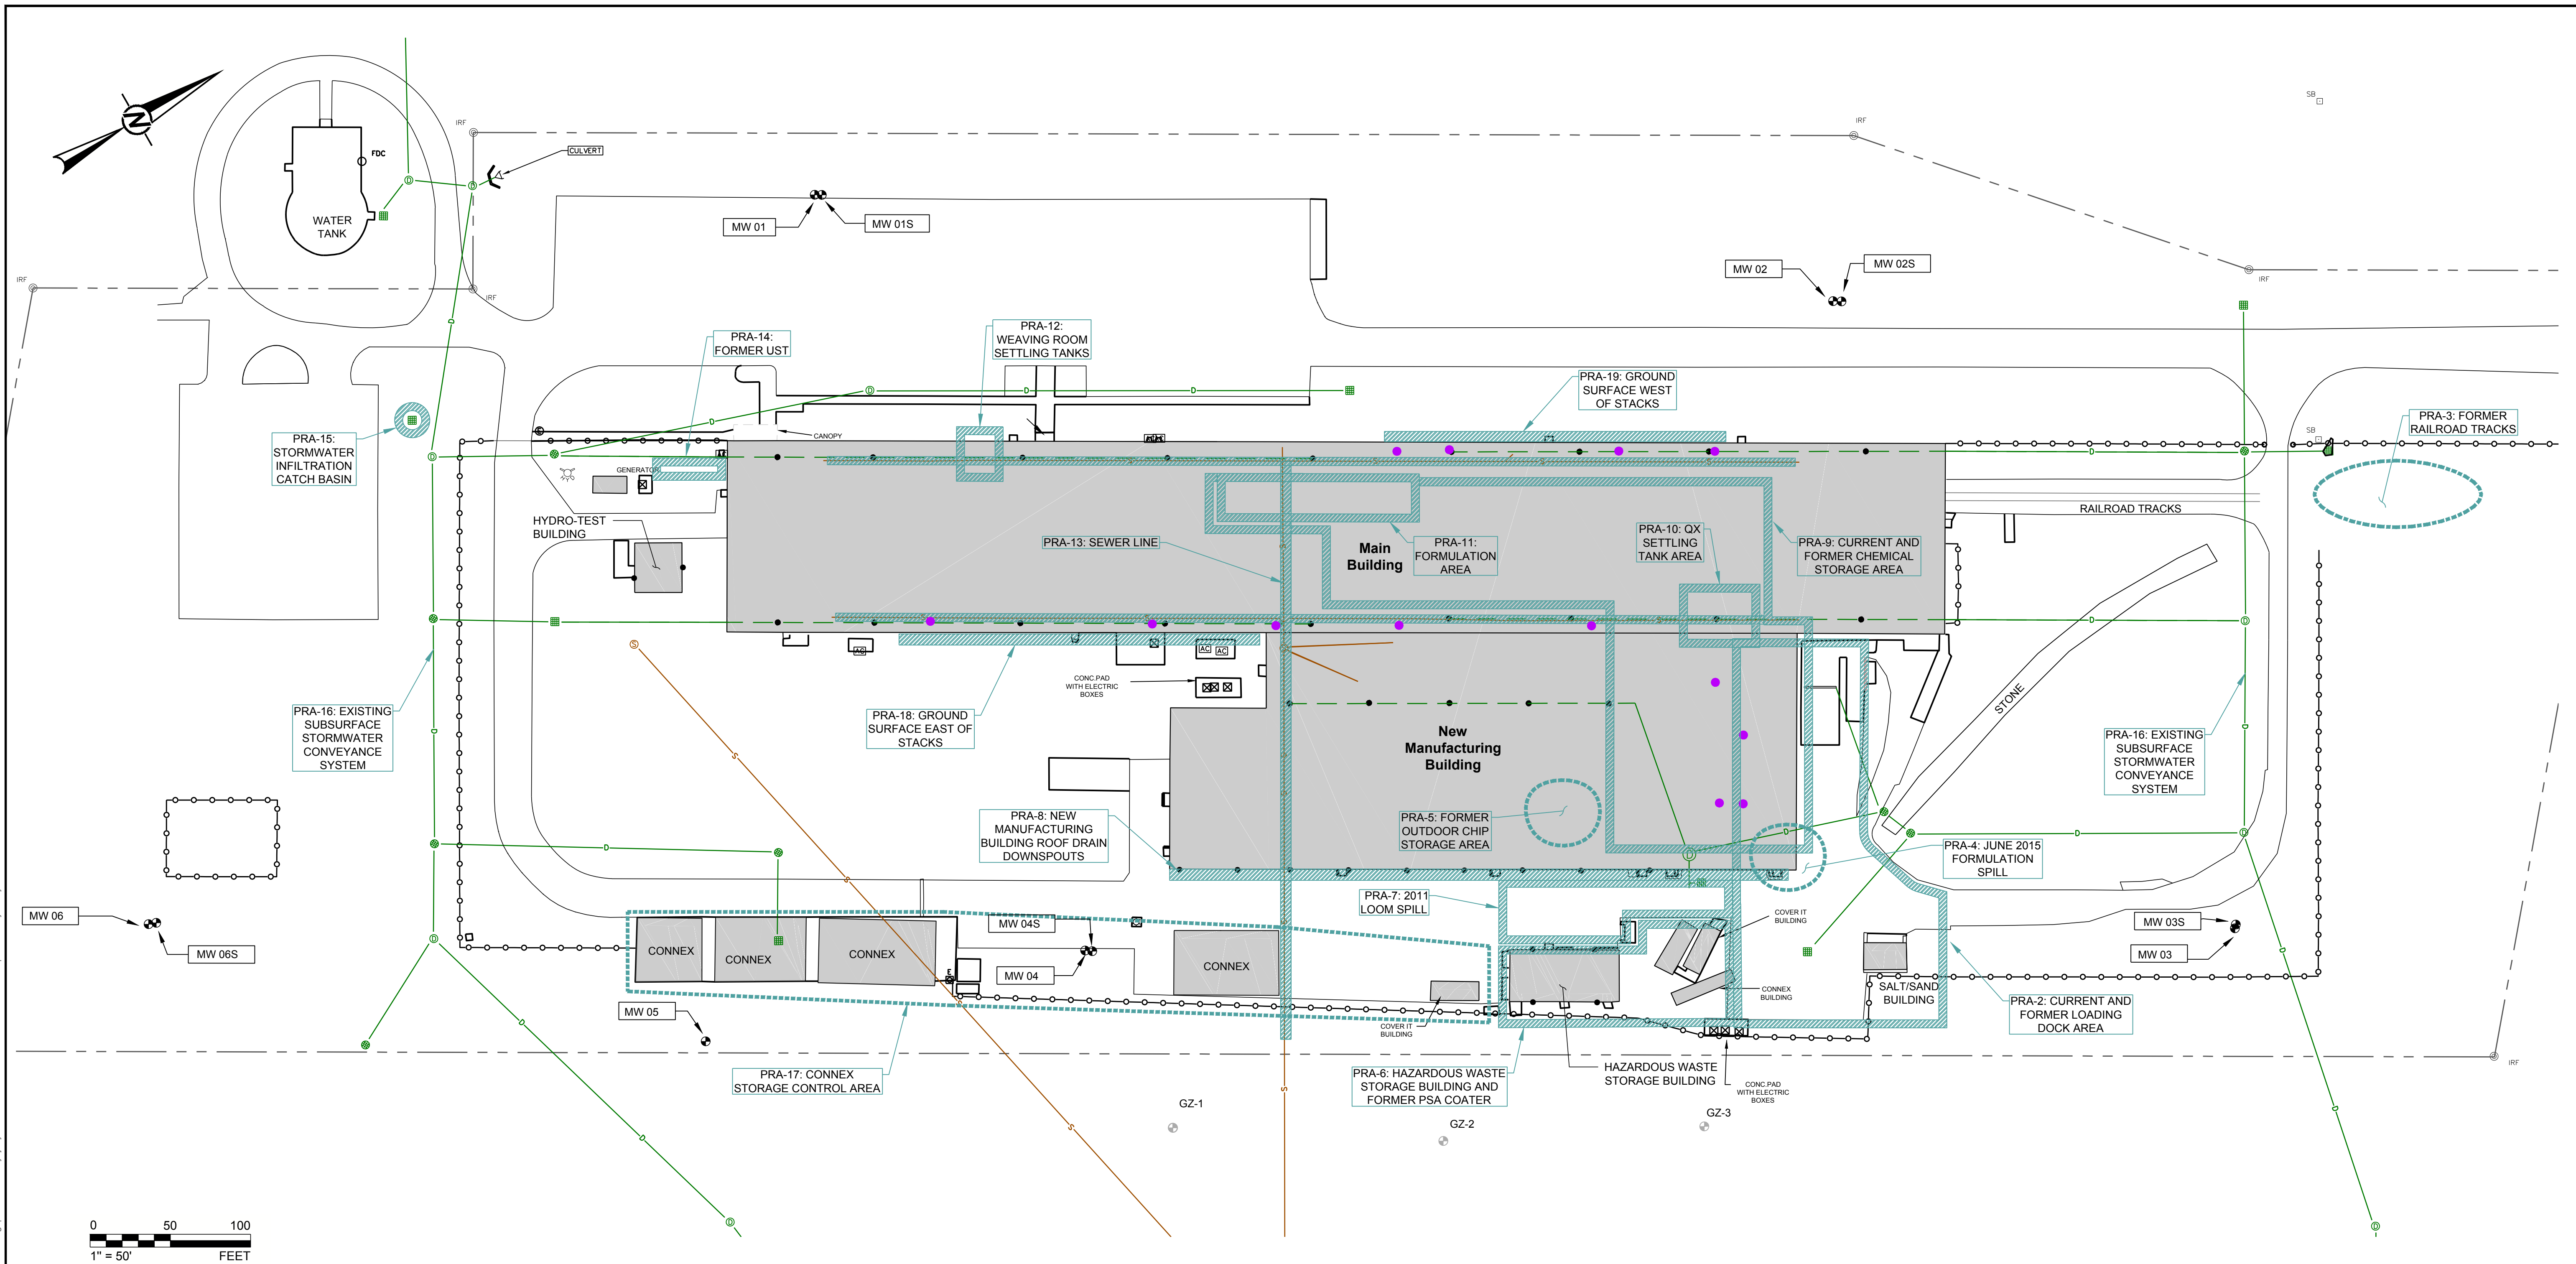 SB
IRF
IRF
N
FDC
CULVERT
WATER
TANK
MW 01
MW 01S
MW 02
MW 02S
IRF
IRF
IRF
PRA-14:
FORMER UST
PRA-12:
WEAVING ROOM
SETTLING TANKS
PRA-19: GROUND
SURFACE WEST
OF STACKS
PRA-3: FORMER
RAILROAD TRACKS
SB
PRA-15:
STORMWATER
INFILTRATION
CATCH BASIN
CANOPY
GENERATOR
HYDRO-TEST
BUILDING
PRA-13: SEWER LINE
Main
Building
PRA-11:
FORMULATION
AREA
PRA-10: QX
SETTLING
TANK AREA
PRA-9: CURRENT AND
FORMER CHEMICAL
STORAGE AREA
RAILROAD TRACKS
AC
AC
AC
CONC.PAD
WITH ELECTRIC
BOXES
STONE
PRA-16: EXISTING
SUBSURFACE
STORMWATER
CONVEYANCE
SYSTEM
PRA-18: GROUND
SURFACE EAST OF
STACKS
New
Manufacturing
Building
PRA-16: EXISTING
SUBSURFACE
STORMWATER
CONVEYANCE
SYSTEM
PRA-8: NEW
MANUFACTURING
BUILDING ROOF DRAIN
DOWNSPOUTS
PRA-5: FORMER
OUTDOOR CHIP
STORAGE AREA
PRA-4: JUNE 2015
FORMULATION
SPILL
PRA-7: 2011
LOOM SPILL
COVER IT
BUILDING
MW 06
MW 06S
MW 04S
MW 04
MW 03S
MW 03
CONNEX
CONNEX
CONNEX
CONNEX
E
CONNEX
BUILDING
SALT/SAND
BUILDING
PRA-2: CURRENT AND
FORMER LOADING
DOCK AREA
MW 05
COVER IT
BUILDING
IRF
PRA-17: CONNEX
STORAGE CONTROL AREA
PRA-6: HAZARDOUS WASTE
STORAGE BUILDING AND
FORMER PSA COATER
HAZARDOUS WASTE
STORAGE BUILDING
CONC.PAD
WITH ELECTRIC
BOXES
GZ-1
GZ-2
GZ-3
0 50 100
1" = 50' FEET